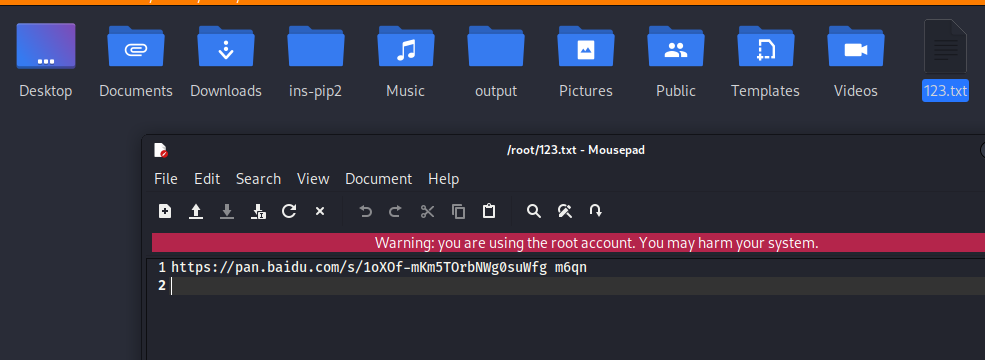 Desktop
Documents
Downloads
ins-pip2
Music
output
Pictures
Public
Templates
Videos
123.txt
/root/123.txt - Mousepad
File Edit Search View Document Help
Warning: you are using the root account. You may harm your system.
1 https://pan.baidu.com/s/1oXOf-mKm5TOrbNWg0suWfg m6qn
2